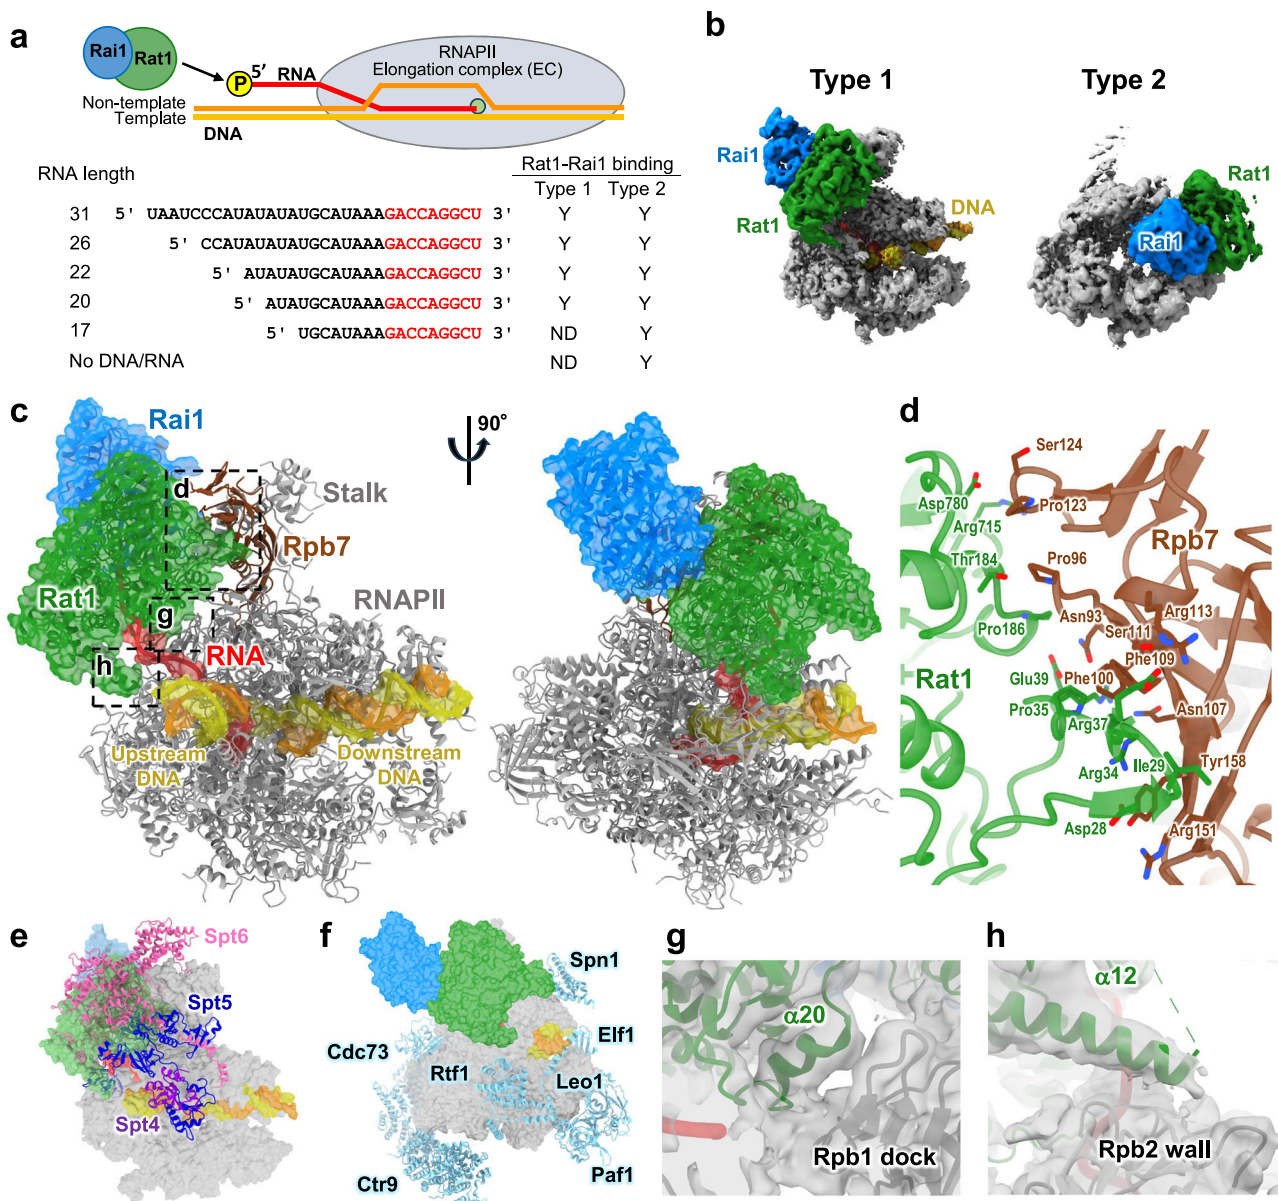 a
Rai1
Rat1
P
5'
RNA
RNAPII
Elongation complex (EC)
Non-template
Template
DNA
RNA length
Rat1-Rai1 binding
Type 1 Type 2
31 5' UAAUCCCAUAUAUAUGCAUAAAGACCAGGCU 3' Y Y
26 5' CCAUAUAUAUGCAUAAAGACCAGGCU 3' Y Y
22 5' AUAUAUGCAUAAAGACCAGGCU 3' Y Y
20 5' AUAUGCAUAAAGACCAGGCU 3' Y Y
17 5' UGCAUAAAGACCAGGCU 3' ND Y
No DNA/RNA ND Y
b
Type 1
Type 2
Rai1
Rat1
DNA
Rat1
Rai1
c
Rai1
d
Stalk
Rpb7
Rat1
g
RNAPII
h
RNA
Upstream
DNA
Downstream
DNA
90°
d
Ser124
Asp780
Pro123
Arg715
Rpb7
Thr184
Pro96
Asn93
Arg113
Pro186
Ser111
Phe109
Rat1
Glu39
Phe100
Pro35
Asn107
Arg37
Ile29
Tyr158
Arg34
Asp28
Arg151
e
Spt6
Spt5
Spt4
f
Spn1
Cdc73
Elf1
Rtf1
Leo1
Ctr9
Paf1
g
α20
Rpb1 dock
h
α12
Rpb2 wall